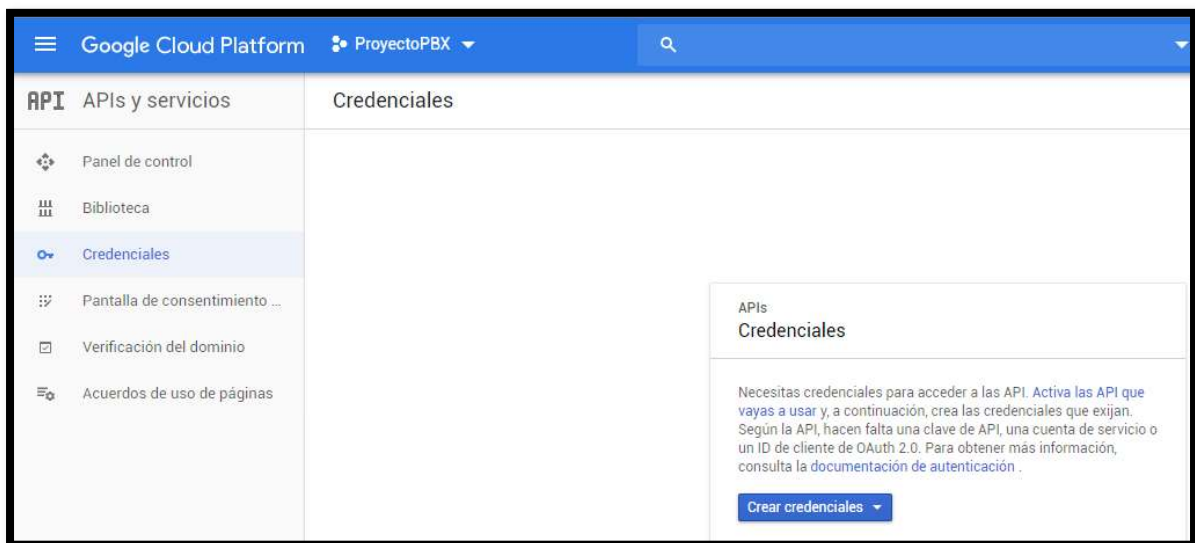 Google Cloud Platform ProyectoPBX
API APIs y servicios
Credenciales
Panel de control
Biblioteca
Credenciales
Pantalla de consentimiento ...
Verificación del dominio
Acuerdos de uso de páginas
APIs
Credenciales
Necesitas credenciales para acceder a las API. Activa las API que
vayas a usar y, a continuación, crea las credenciales que exijan.
Según la API, hacen falta una clave de API, una cuenta de servicio o
un ID de cliente de OAuth 2.0. Para obtener más información,
consulta la documentación de autenticación .
Crear credenciales